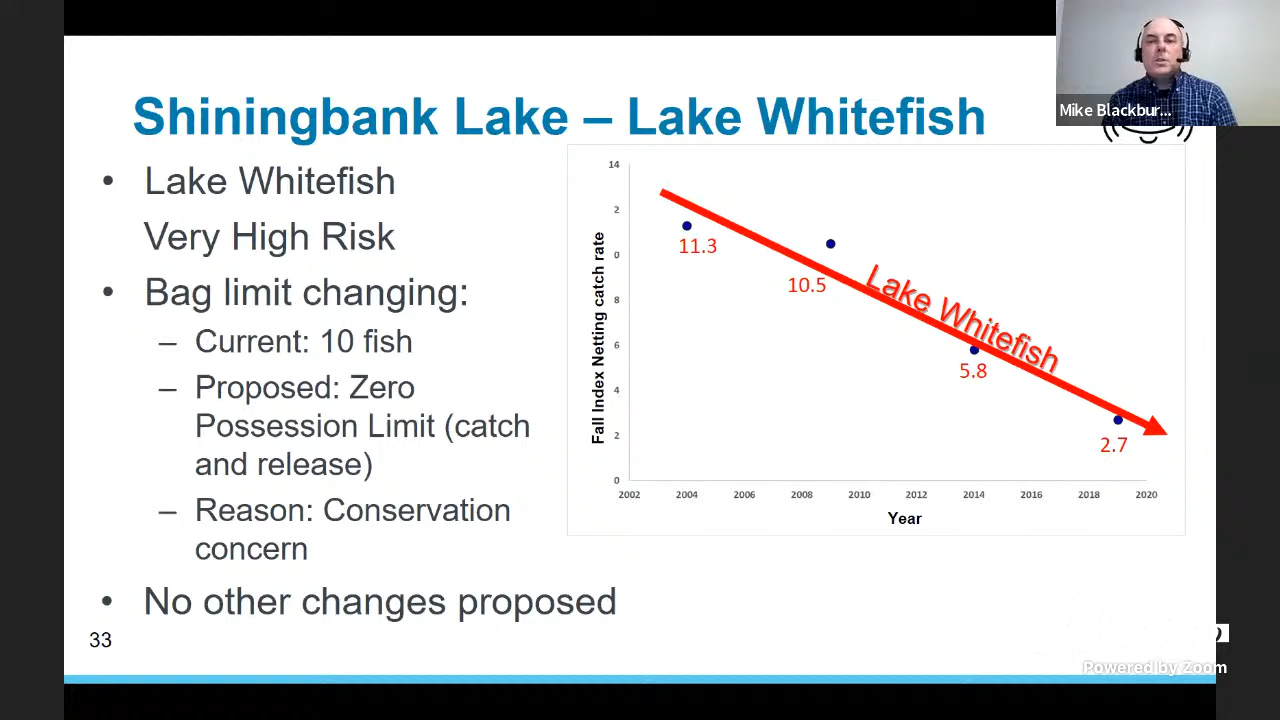 Shiningbank Lake – Lake Whitefish
Mike Blackbur...
• Lake Whitefish
Very High Risk
• Bag limit changing:
– Current: 10 fish
– Proposed: Zero
Possession Limit (catch
and release)
– Reason: Conservation
concern
• No other changes proposed
33
Fall Index Netting catch rate
14
2
0
8
6
4
2
0
11.3
10.5
5.8
2.7
Lake Whitefish
2002 2004 2006 2008 2010 2012 2014 2016 2018 2020
Year
Powered by Zoom